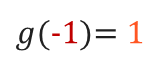 g(-1)= 1